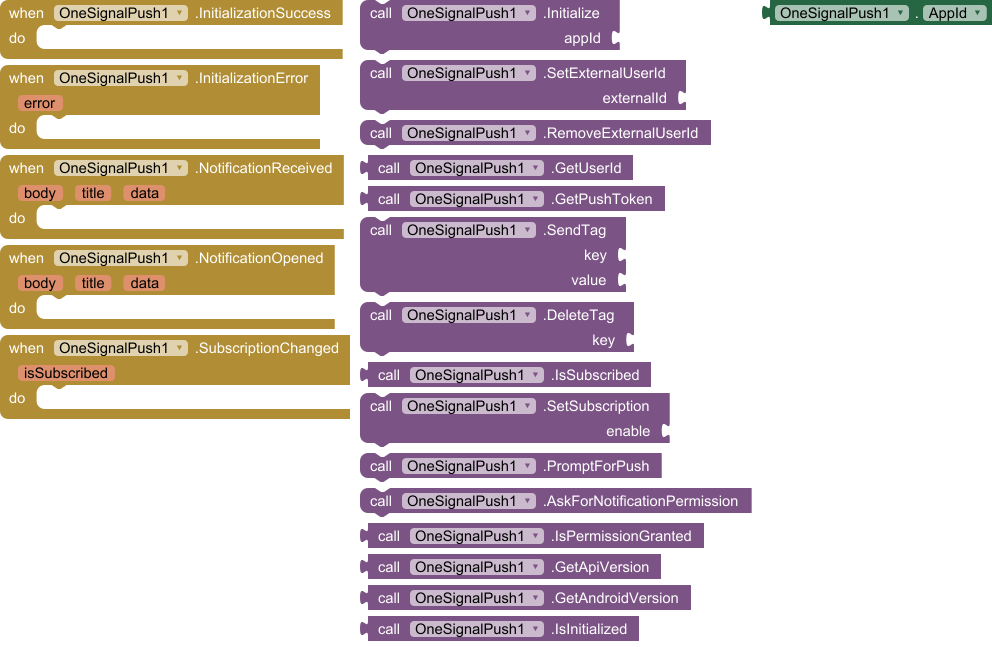 when OneSignalPush1 .InitializationSuccess
do
when OneSignalPush1 .InitializationError
error
do
when OneSignalPush1 .NotificationReceived
body title data
do
when OneSignalPush1 .NotificationOpened
body title data
do
when OneSignalPush1 .SubscriptionChanged
isSubscribed
do
call OneSignalPush1 .Initialize
appId
call OneSignalPush1 .SetExternalUserId
externalId
call OneSignalPush1 .RemoveExternalUserId
call OneSignalPush1 .GetUserId
call OneSignalPush1 .GetPushToken
call OneSignalPush1 .SendTag
key
value
call OneSignalPush1 .DeleteTag
key
call OneSignalPush1 .IsSubscribed
call OneSignalPush1 .SetSubscription
enable
call OneSignalPush1 .PromptForPush
call OneSignalPush1 .AskForNotificationPermission
call OneSignalPush1 .IsPermissionGranted
call OneSignalPush1 .GetApiVersion
call OneSignalPush1 .GetAndroidVersion
call OneSignalPush1 .IsInitialized
OneSignalPush1 . AppId